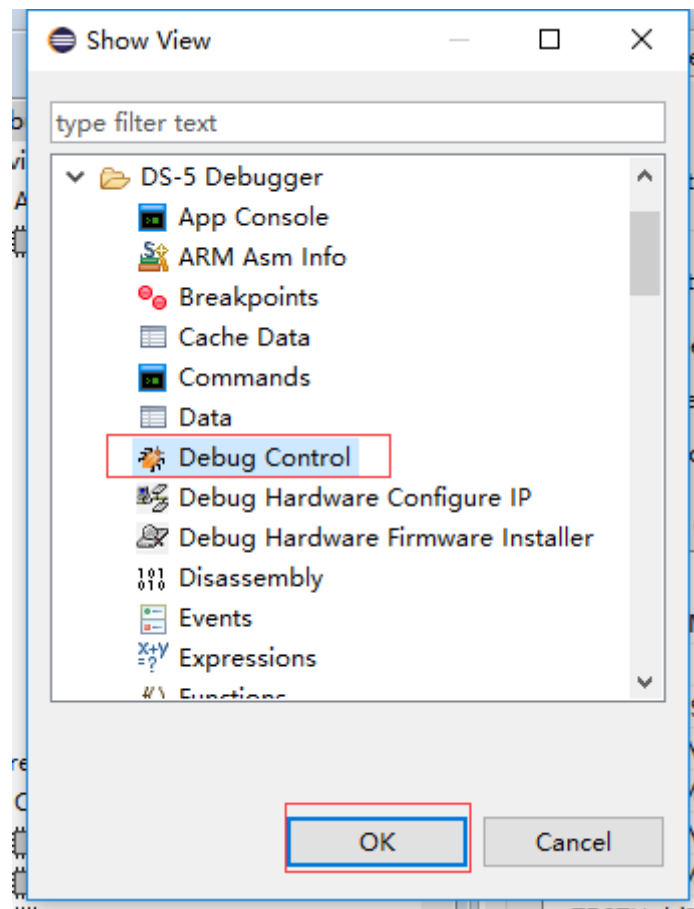 Show View
type filter text
DS-5 Debugger
App Console
ARM Asm Info
Breakpoints
Cache Data
Commands
Data
Debug Control
Debug Hardware Configure IP
Debug Hardware Firmware Installer
Disassembly
Events
Expressions
Functions
OK
Cancel